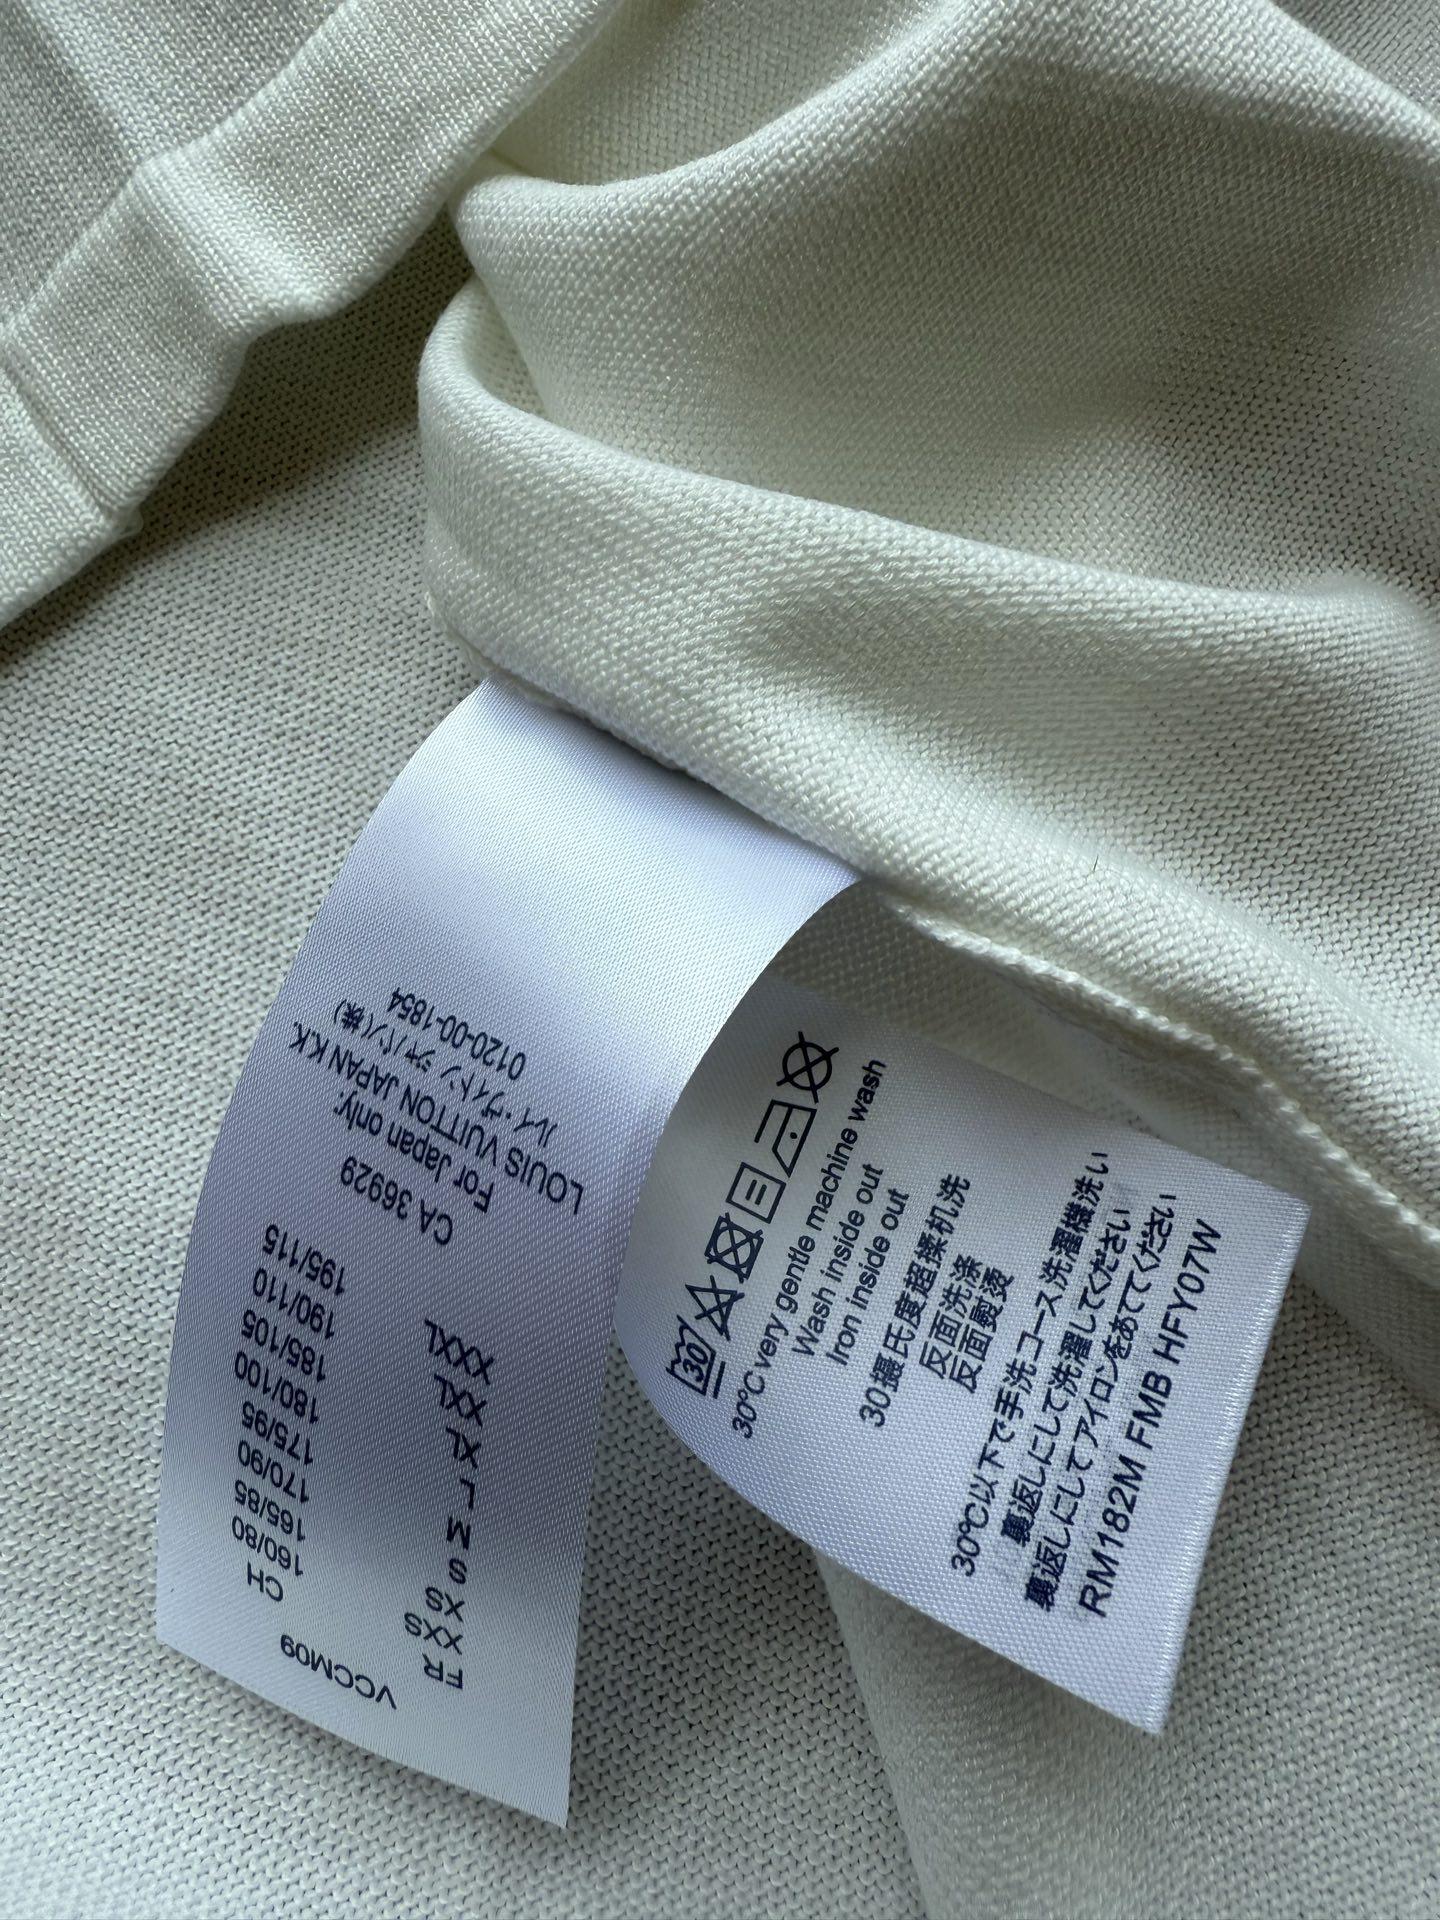 VCCM09
FR CH
XXS 160/80
XS 165/85
S 170/90
M 175/95
L 180/100
XL 185/105
XXL 190/110
XXXL 195/115
CA 36929
For Japan only:
LOUIS VUITTON JAPAN K.K.
ルイ・ヴィトン ジャパン(株)
0120-00-1854
30
30°C very gentle machine wash
Wash inside out
Iron inside out
30攝氏度超揉机洗
反面洗涤
反面熨烫
30°C以下で手洗コース洗濯機洗い
裏返しにして洗濯してください
裏返しにしてアイロンをあててください
RM182M FMB HFY07W